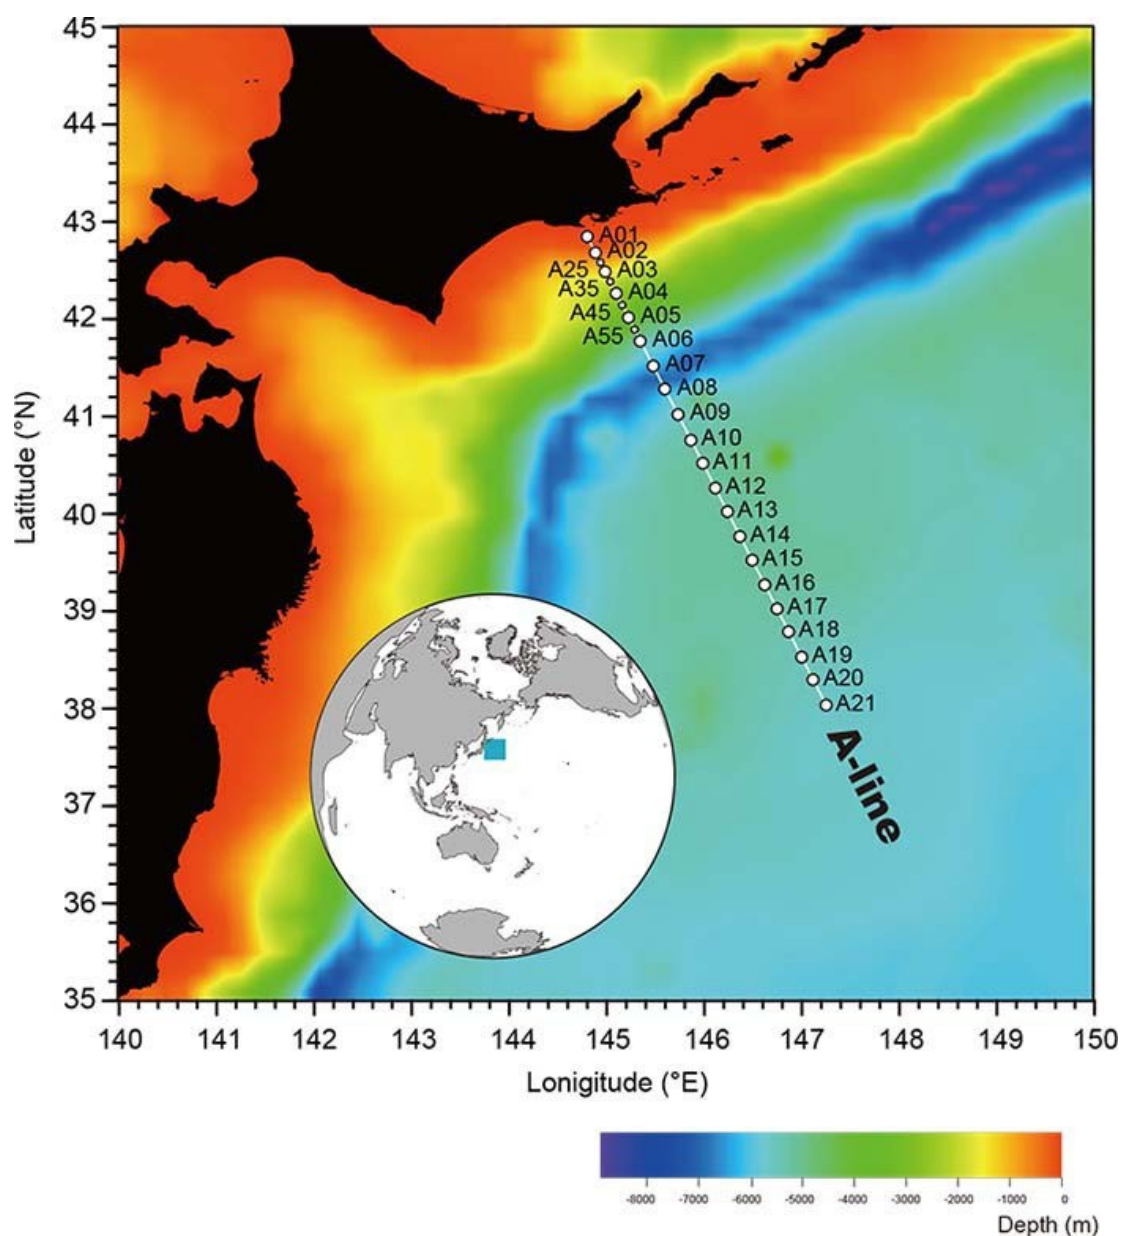 45
44
43
42
41
40
39
38
37
36
35
Latitude (°N)
A01
A02
A25 A03
A35 A04
A45 A05
A55 A06
A07
A08
A09
A10
A11
A12
A13
A14
A15
A16
A17
A18
A19
A20
A21
A-line
140 141 142 143 144 145 146 147 148 149 150
Lonigitude (°E)
-8000 -7000 -6000 -5000 -4000 -3000 -2000 -1000 0
Depth (m)